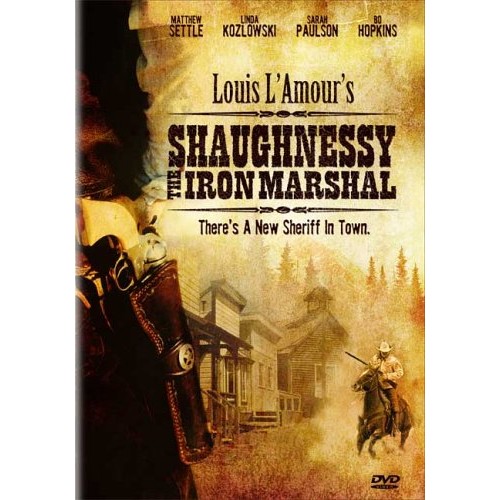 MATTHEW SETTLE
LINDA KOZLOWSKI
SARAH PAULSON
BO HOPKINS
Louis L'Amour's
SHAUGHNESSY
THE IRON MARSHAL
There's A New Sheriff In Town.
DVD
VIDEO